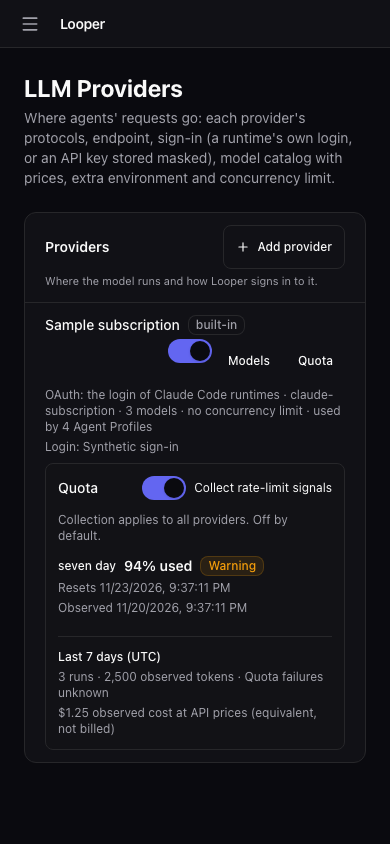 Looper
LLM Providers
Where agents' requests go: each provider's
protocols, endpoint, sign-in (a runtime's own login,
or an API key stored masked), model catalog with
prices, extra environment and concurrency limit.
Providers
Add provider
Where the model runs and how Looper signs in to it.
Sample subscription built-in
Models Quota
OAuth: the login of Claude Code runtimes · claude-
subscription · 3 models · no concurrency limit · used
by 4 Agent Profiles
Login: Synthetic sign-in
Quota Collect rate-limit signals
Collection applies to all providers. Off by
default.
seven day 94% used Warning
Resets 11/23/2026, 9:37:11 PM
Observed 11/20/2026, 9:37:11 PM
Last 7 days (UTC)
3 runs · 2,500 observed tokens · Quota failures
unknown
$1.25 observed cost at API prices (equivalent,
not billed)